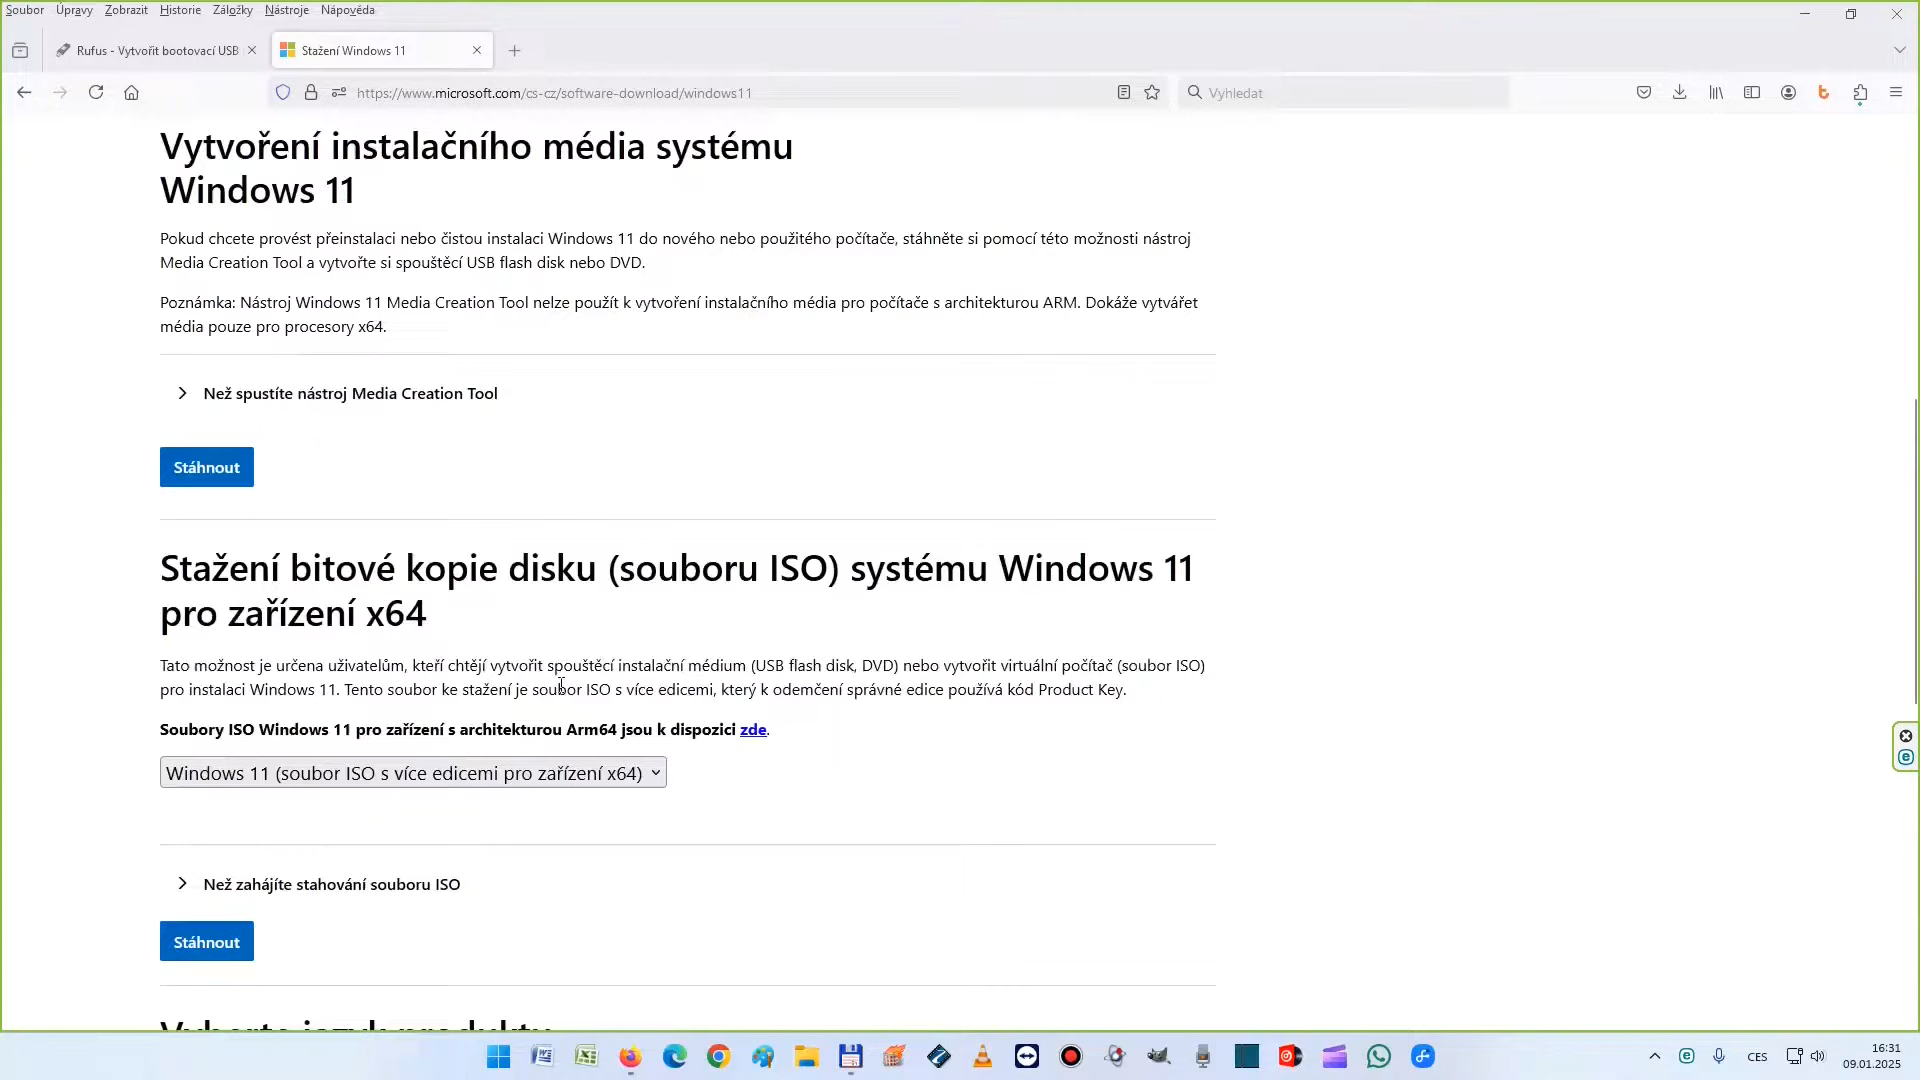 Soubor Úpravy Zobrazit Historie Záložky Nástroje Nápověda
Rufus - Vytvořit bootovací USB
Stažení Windows 11
https://www.microsoft.com/cs-cz/software-download/windows11
Vyhledat
Vytvoření instalačního média systému
Windows 11
Pokud chcete provést přeinstalaci nebo čistou instalaci Windows 11 do nového nebo použitého počítače, stáhněte si pomocí této možnosti nástroj
Media Creation Tool a vytvořte si spouštěcí USB flash disk nebo DVD.
Poznámka: Nástroj Windows 11 Media Creation Tool nelze použít k vytvoření instalačního média pro počítače s architekturou ARM. Dokáže vytvářet
média pouze pro procesory x64.
Než spustíte nástroj Media Creation Tool
Stáhnout
Stažení bitové kopie disku (souboru ISO) systému Windows 11
pro zařízení x64
Tato možnost je určena uživatelům, kteří chtějí vytvořit spouštěcí instalační médium (USB flash disk, DVD) nebo vytvořit virtuální počítač (soubor ISO)
pro instalaci Windows 11. Tento soubor ke stažení je soubor ISO s více edicemi, který k odemčení správné edice používá kód Product Key.
Soubory ISO Windows 11 pro zařízení s architekturou Arm64 jsou k dispozici zde.
Windows 11 (soubor ISO s více edicemi pro zařízení x64)
Než zahájíte stahování souboru ISO
Stáhnout
Vyberte jazyk produktu
CES
16:31
09.01.2025